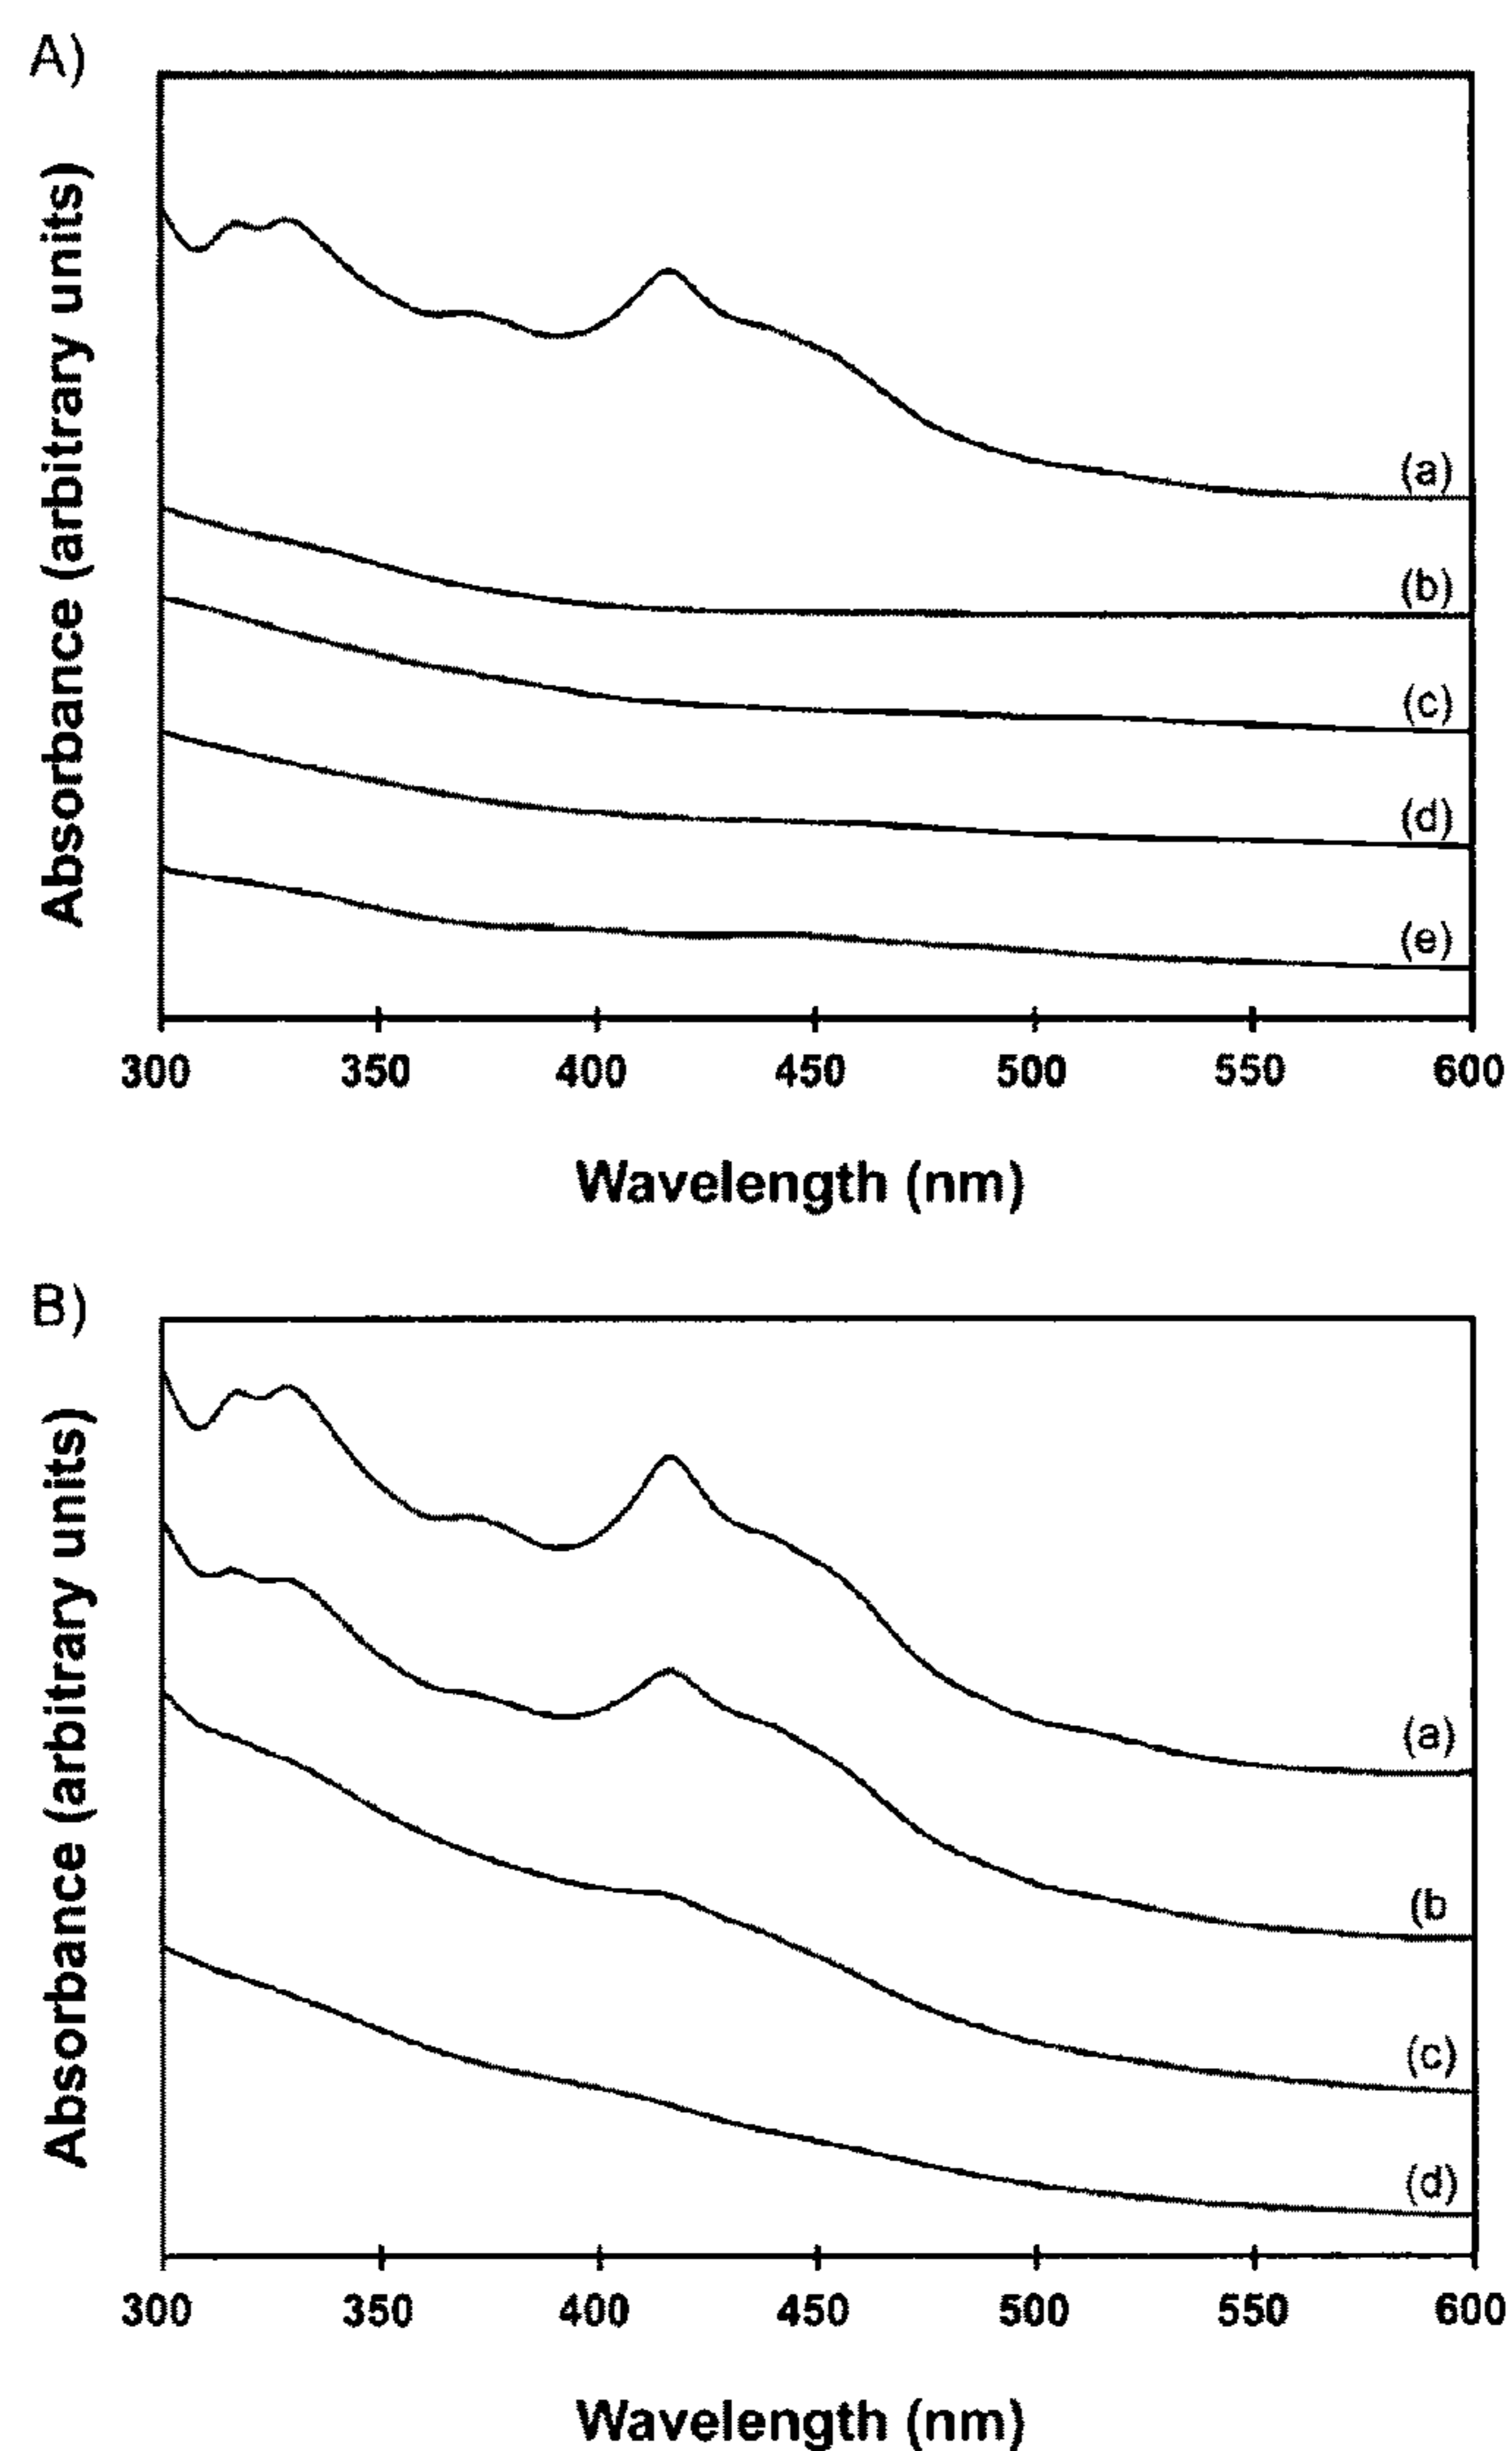 A)
Absorbance (arbitrary units)
(a)
(b)
(c)
(d)
(e)
300 350 400 450 500 550 600
Wavelength (nm)
B)
Absorbance (arbitrary units)
(a)
(b
(c)
(d)
300 350 400 450 500 550 600
Wavelength (nm)